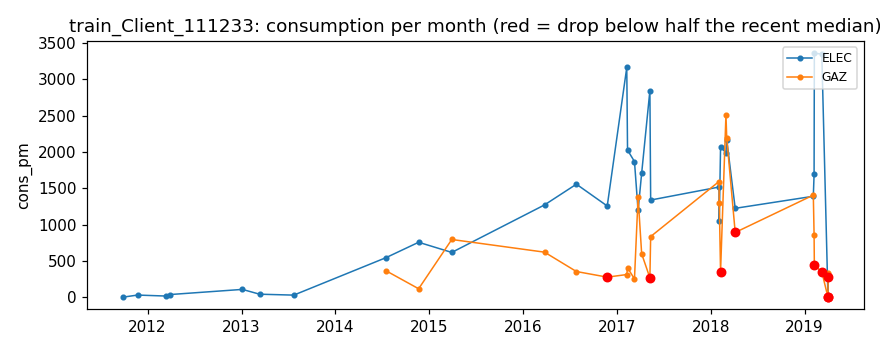 train_Client_111233: consumption per month (red = drop below half the recent median)
3500
3000
2500
2000
1500
1000
500
0
cons_pm
ELEC
GAZ
2012 2013 2014 2015 2016 2017 2018 2019